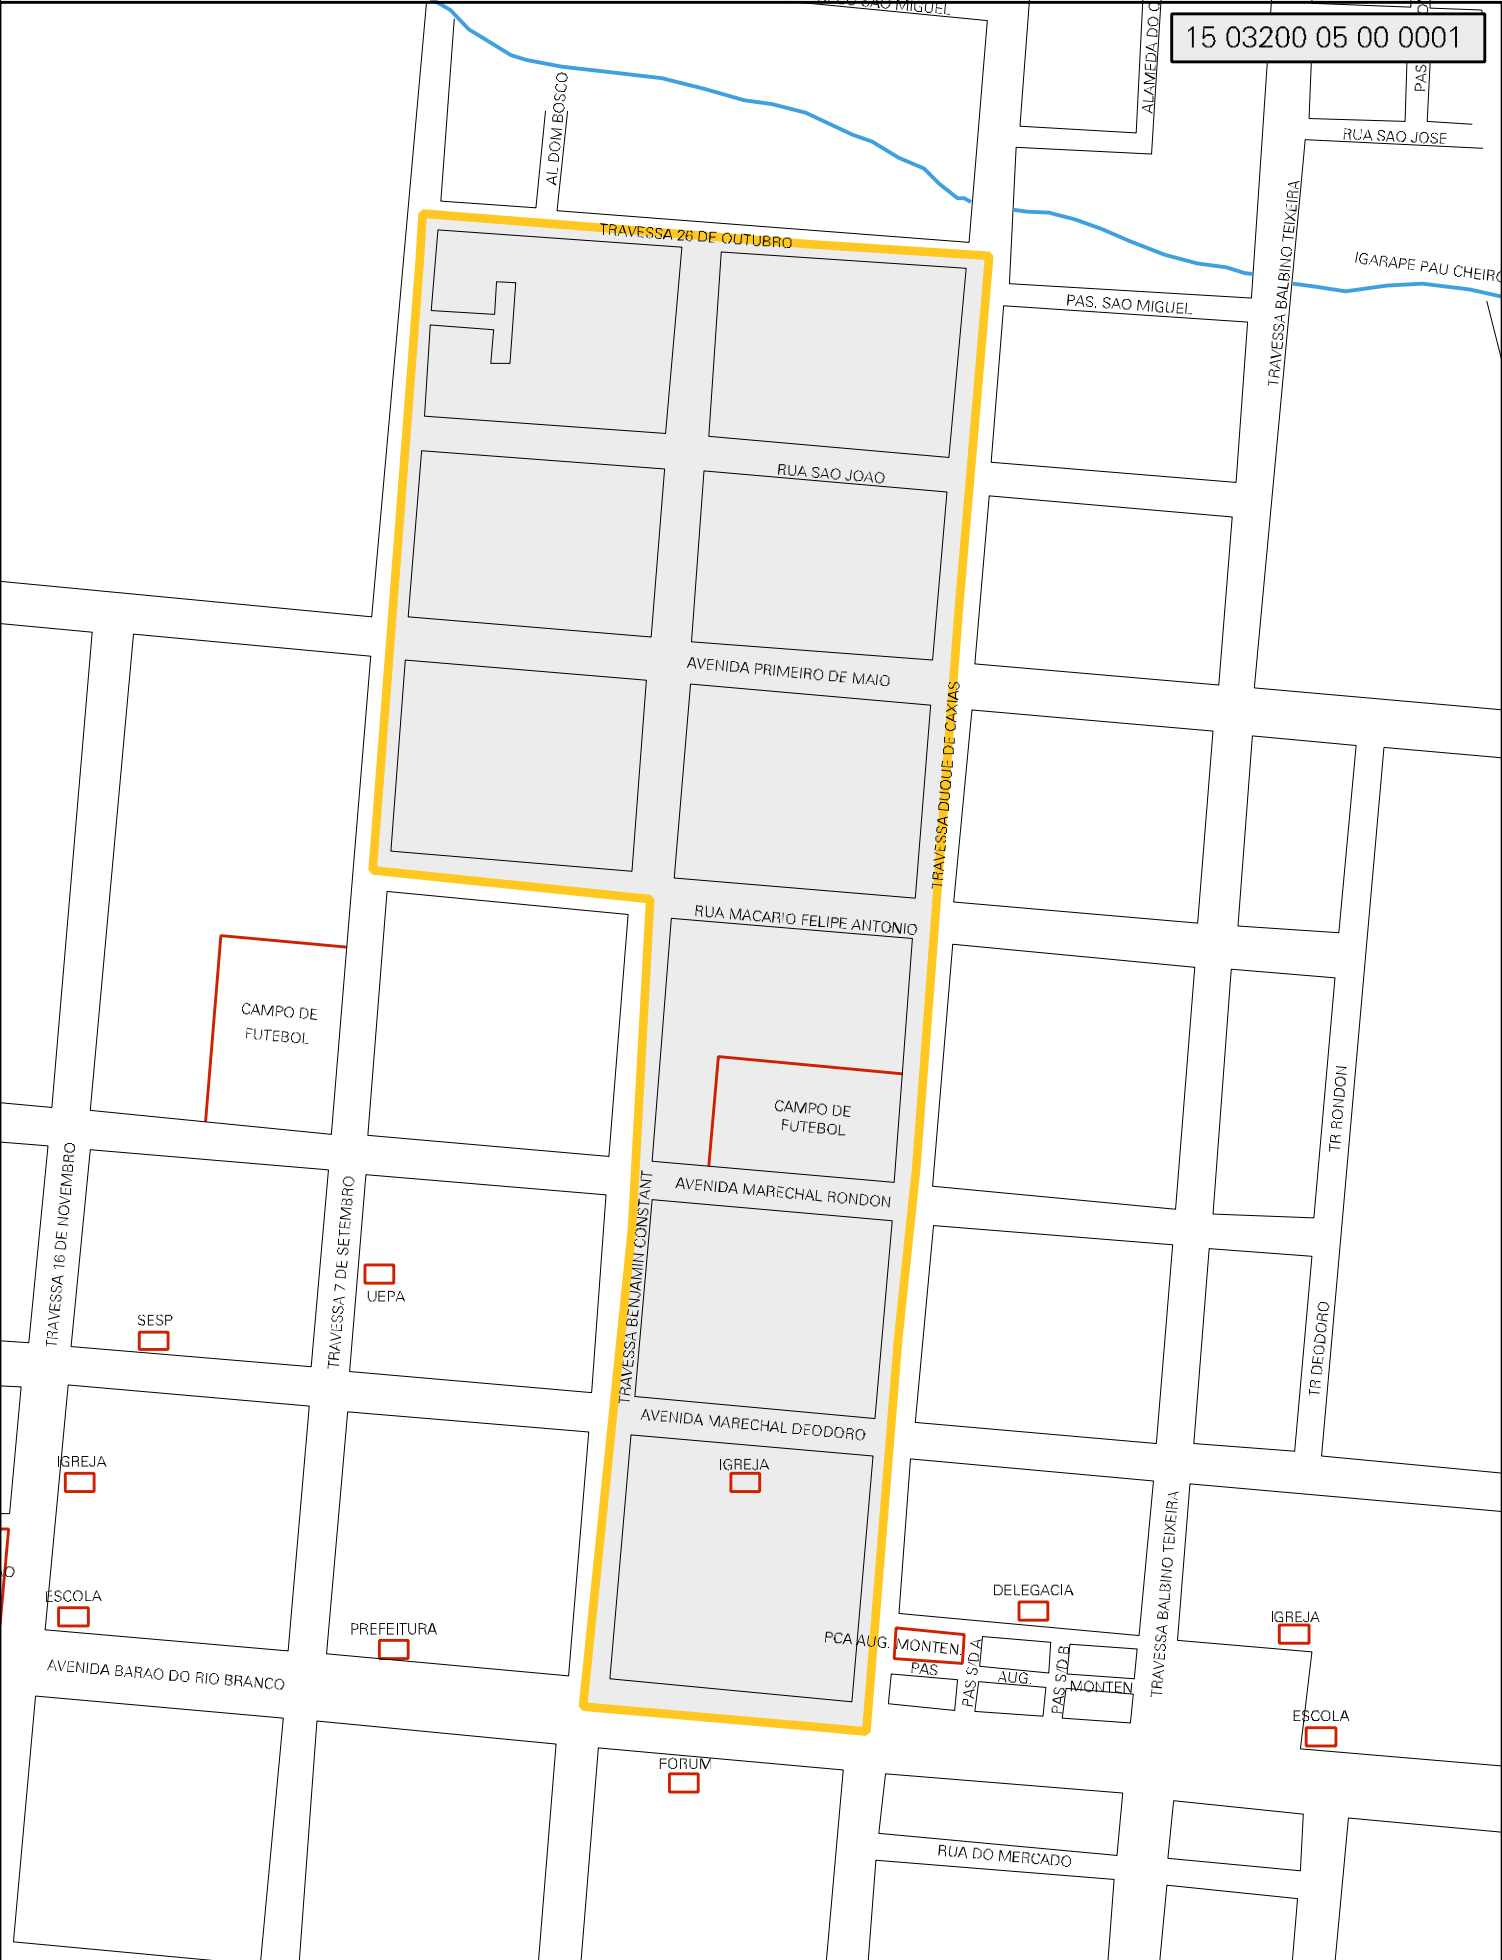 SAO MIGUEL
15 03200 05 00 0001
ALAMEDA DO
PAS
AL DOM BOSCO
RUA SAO JOSE
TRAVESSA BALBINO TEIXEIRA
TRAVESSA 26 DE OUTUBRO
IGARAPE PAU CHEIRO
PAS. SAO MIGUEL
RUA SAO JOAO
AVENIDA PRIMEIRO DE MAIO
TRAVESSA DUQUE DE CAXIAS
RUA MACARIO FELIPE ANTONIO
CAMPO DE
FUTEBOL
CAMPO DE
FUTEBOL
TR RONDON
TRAVESSA 16 DE NOVEMBRO
TRAVESSA 7 DE SETEMBRO
TRAVESSA BENJAMIN CONSTANT
AVENIDA MARECHAL RONDON
UEPA
SESP
TR DEODORO
AVENIDA MARECHAL DEODORO
IGREJA
IGREJA
TRAVESSA BALBINO TEIXEIRA
ESCOLA
DELEGACIA
IGREJA
PREFEITURA
PCA AUG. MONTEN.
PAS S/D A
PAS S/D B
PAS
AUG.
MONTEN
AVENIDA BARAO DO RIO BRANCO
ESCOLA
FORUM
RUA DO MERCADO